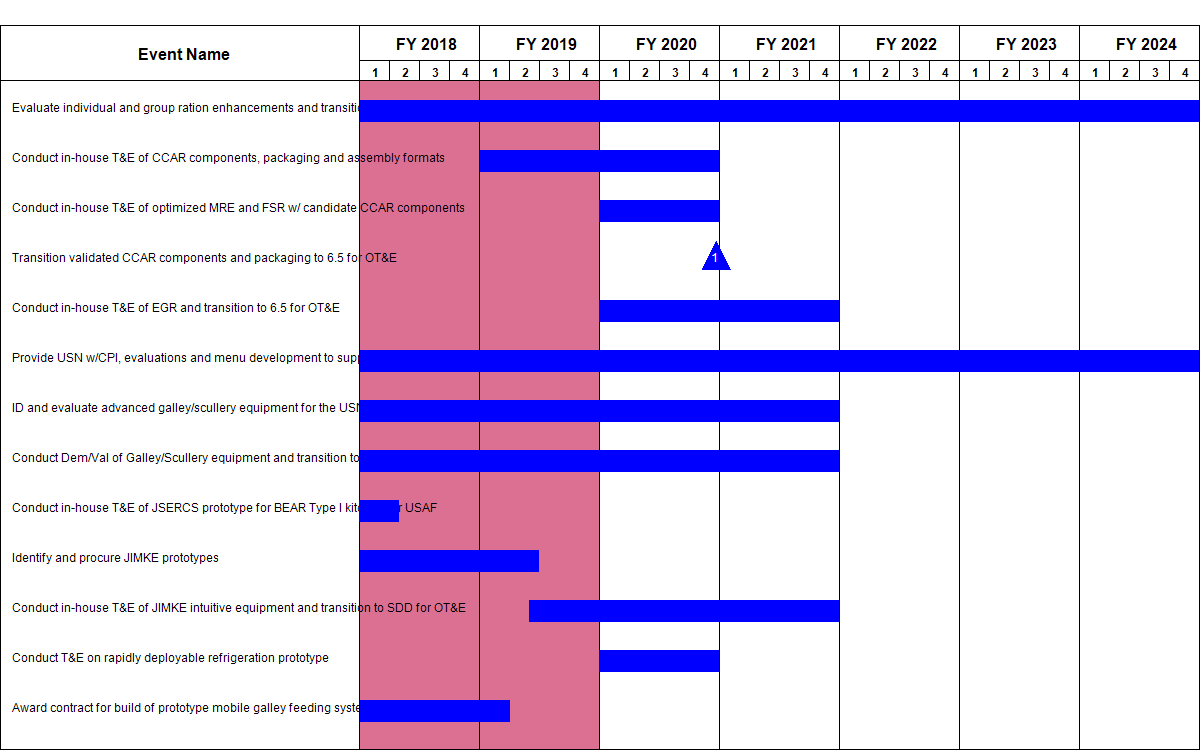 Event Name
FY 2018 FY 2019 FY 2020 FY 2021 FY 2022 FY 2023 FY 2024
1 2 3 4 1 2 3 4 1 2 3 4 1 2 3 4 1 2 3 4 1 2 3 4 1 2 3 4
Evaluate individual and group ration enhancements and
Conduct in-house T&E of CCAR components, packaging and assembly formats
Conduct in-house T&E of optimized MRE and FSR w/ candidate CCAR components
Transition validated CCAR components and packaging to 6.5 for OT&E
1
Conduct in-house T&E of EGR and transition to 6.5 for OT&E
Provide USN w/CPI, evaluations and menu development to
ID and evaluate advanced galley/scullery equipment for the USN
Conduct Dem/Val of Galley/Scullery equipment and transition to
Conduct in-house T&E of JSERCS prototype for BEAR Type I USAF
Identify and procure JIMKE prototypes
Conduct in-house T&E of JIMKE intuitive equipment and transition to SDD for OT&E
Conduct T&E on rapidly deployable refrigeration prototype
Award contract for build of prototype mobile galley feeding